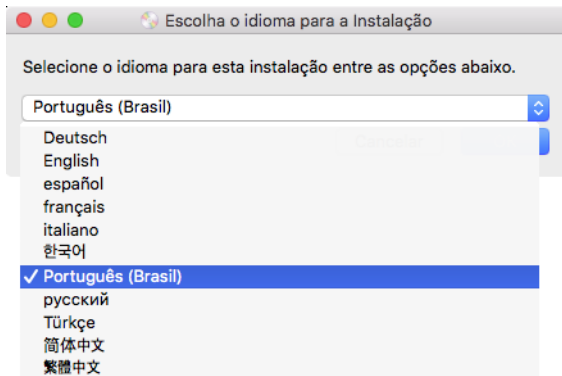 Escolha o idioma para a Instalação
Selecione o idioma para esta instalação entre as opções abaixo.
Português (Brasil)
Cancelar
Deutsch
English
español
français
italiano
한국어
✓ Português (Brasil)
русский
Türkçe
简体中文
繁體中文